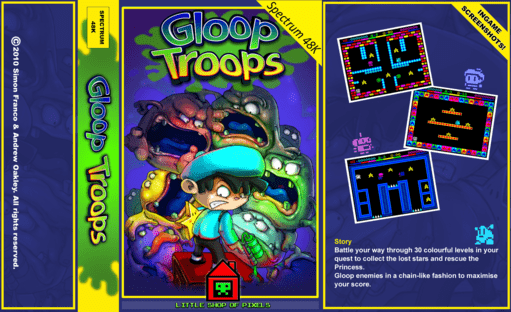 © 2010 Simon Franco & Andrew Oakley. All rights reserved.
SPECTRUM
48K
Gloop Troops
Spectrum 48K
Gloop
Troops
LITTLE SHOP OF PIXELS
INGAME
SCREENSHOTS!
Story
Battle your way through 30 colourful levels in your
quest to collect the lost stars and rescue the
Princess.
Gloop enemies in a chain-like fashion to maximise
your score.